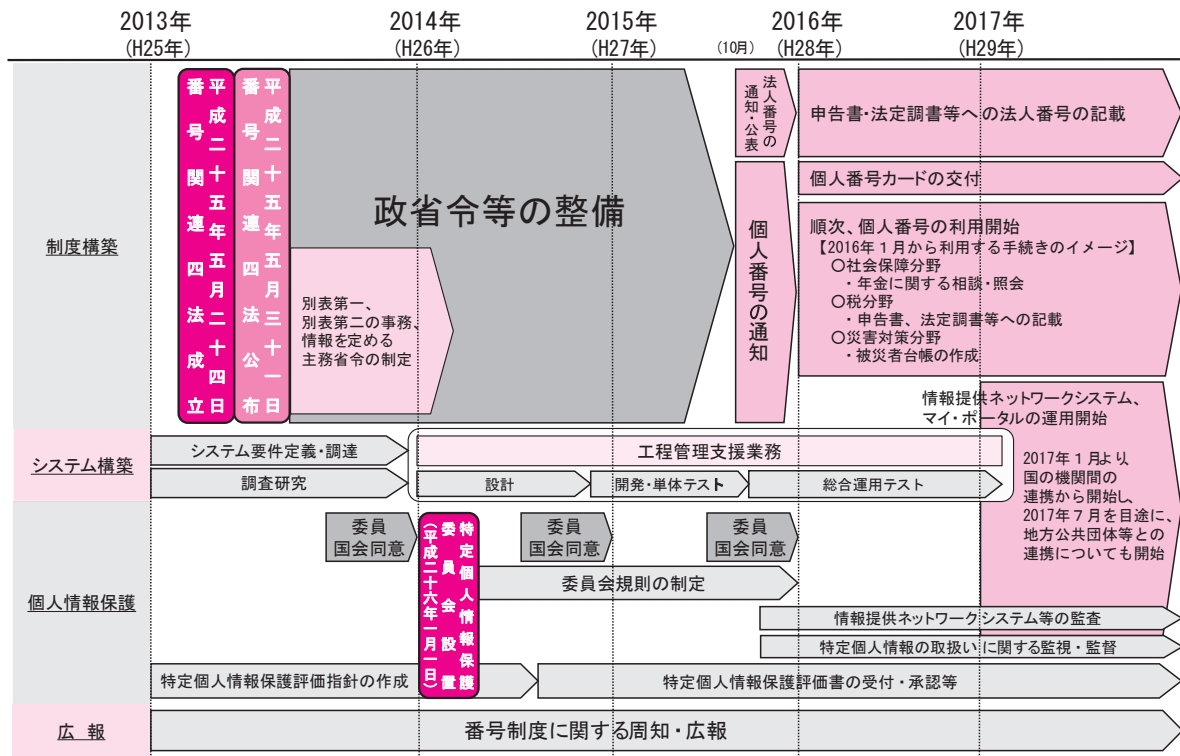 2013年
(H25年)
2014年
(H26年)
2015年
(H27年)
(10月)
2016年
(H28年)
2017年
(H29年)
制度構築
平成二十五年五月二十四日
番号関連四法成立
平成二十五年五月三十一日
番号関連四法公布
政省令等の整備
別表第一、
別表第二の事務、
情報を定める
主務省令の制定
法人番号の
通知・公表
個人番号の通知
申告書・法定調書等への法人番号の記載
個人番号カードの交付
順次、個人番号の利用開始
【2016年1月から利用する手続きのイメージ】
○社会保障分野
・年金に関する相談・照会
○税分野
・申告書、法定調書等への記載
○災害対策分野
・被災者台帳の作成
情報提供ネットワークシステム、
マイ・ポータルの運用開始
2017年1月より、
国の機関間の
連携から開始し、
2017年7月を目途に、
地方公共団体等との
連携についても開始
システム構築
システム要件定義・調達
工程管理支援業務
調査研究
設計
開発・単体テスト
総合運用テスト
個人情報保護
委員
国会同意
特定個人情報保護
委員会設置
(平成二十六年一月一日)
委員
国会同意
委員
国会同意
委員会規則の制定
情報提供ネットワークシステム等の監査
特定個人情報の取扱いに関する監視・監督
特定個人情報保護評価指針の作成
特定個人情報保護評価書の受付・承認等
広 報
番号制度に関する周知・広報